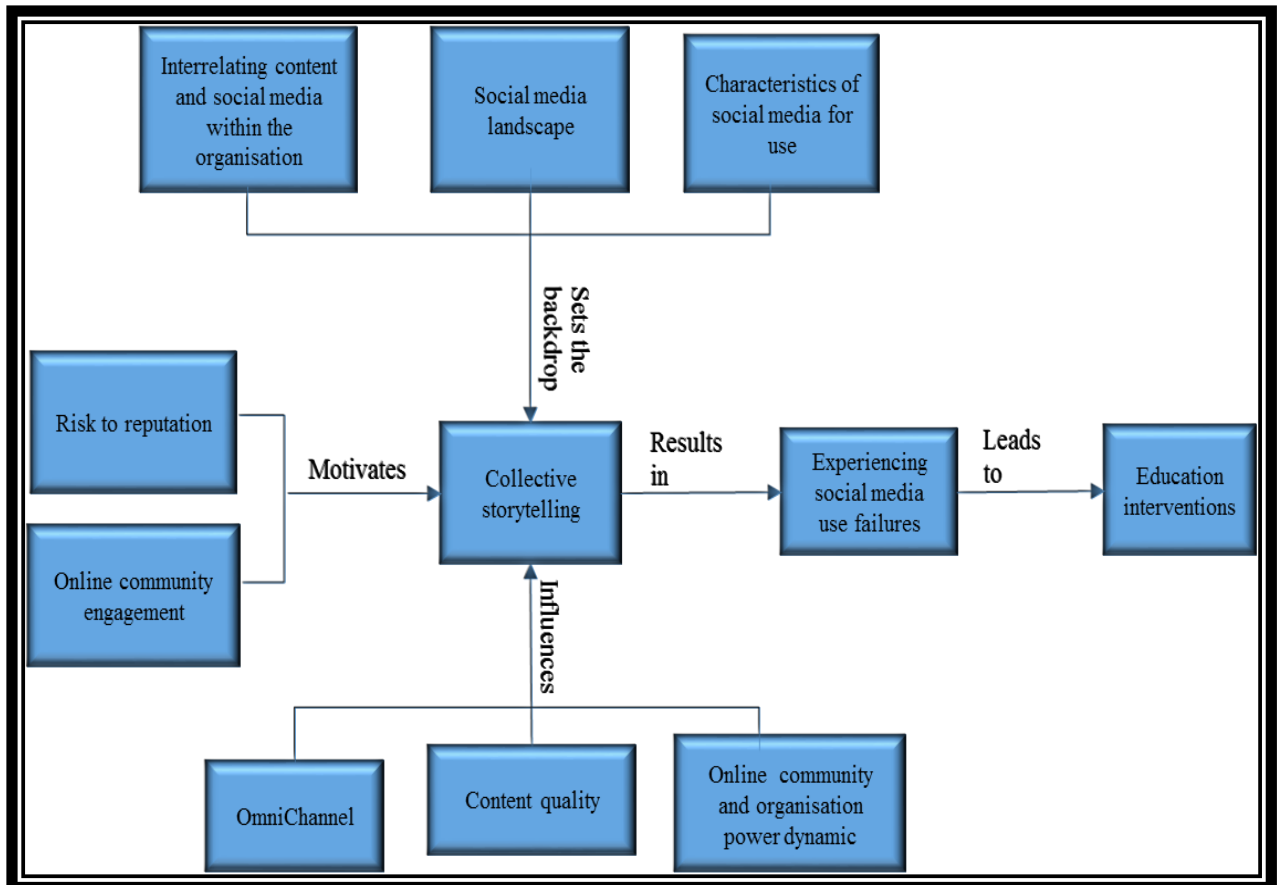 Interrelating content
and social media
within the
organisation
Social media
landscape
Characteristics of
social media for
use
Sets the
backdrop
Risk to reputation
Online community
engagement
Motivates
Collective
storytelling
Results
in
Experiencing
social media
use failures
Leads
to
Education
interventions
Influences
OmniChannel
Content quality
Online community
and organisation
power dynamic